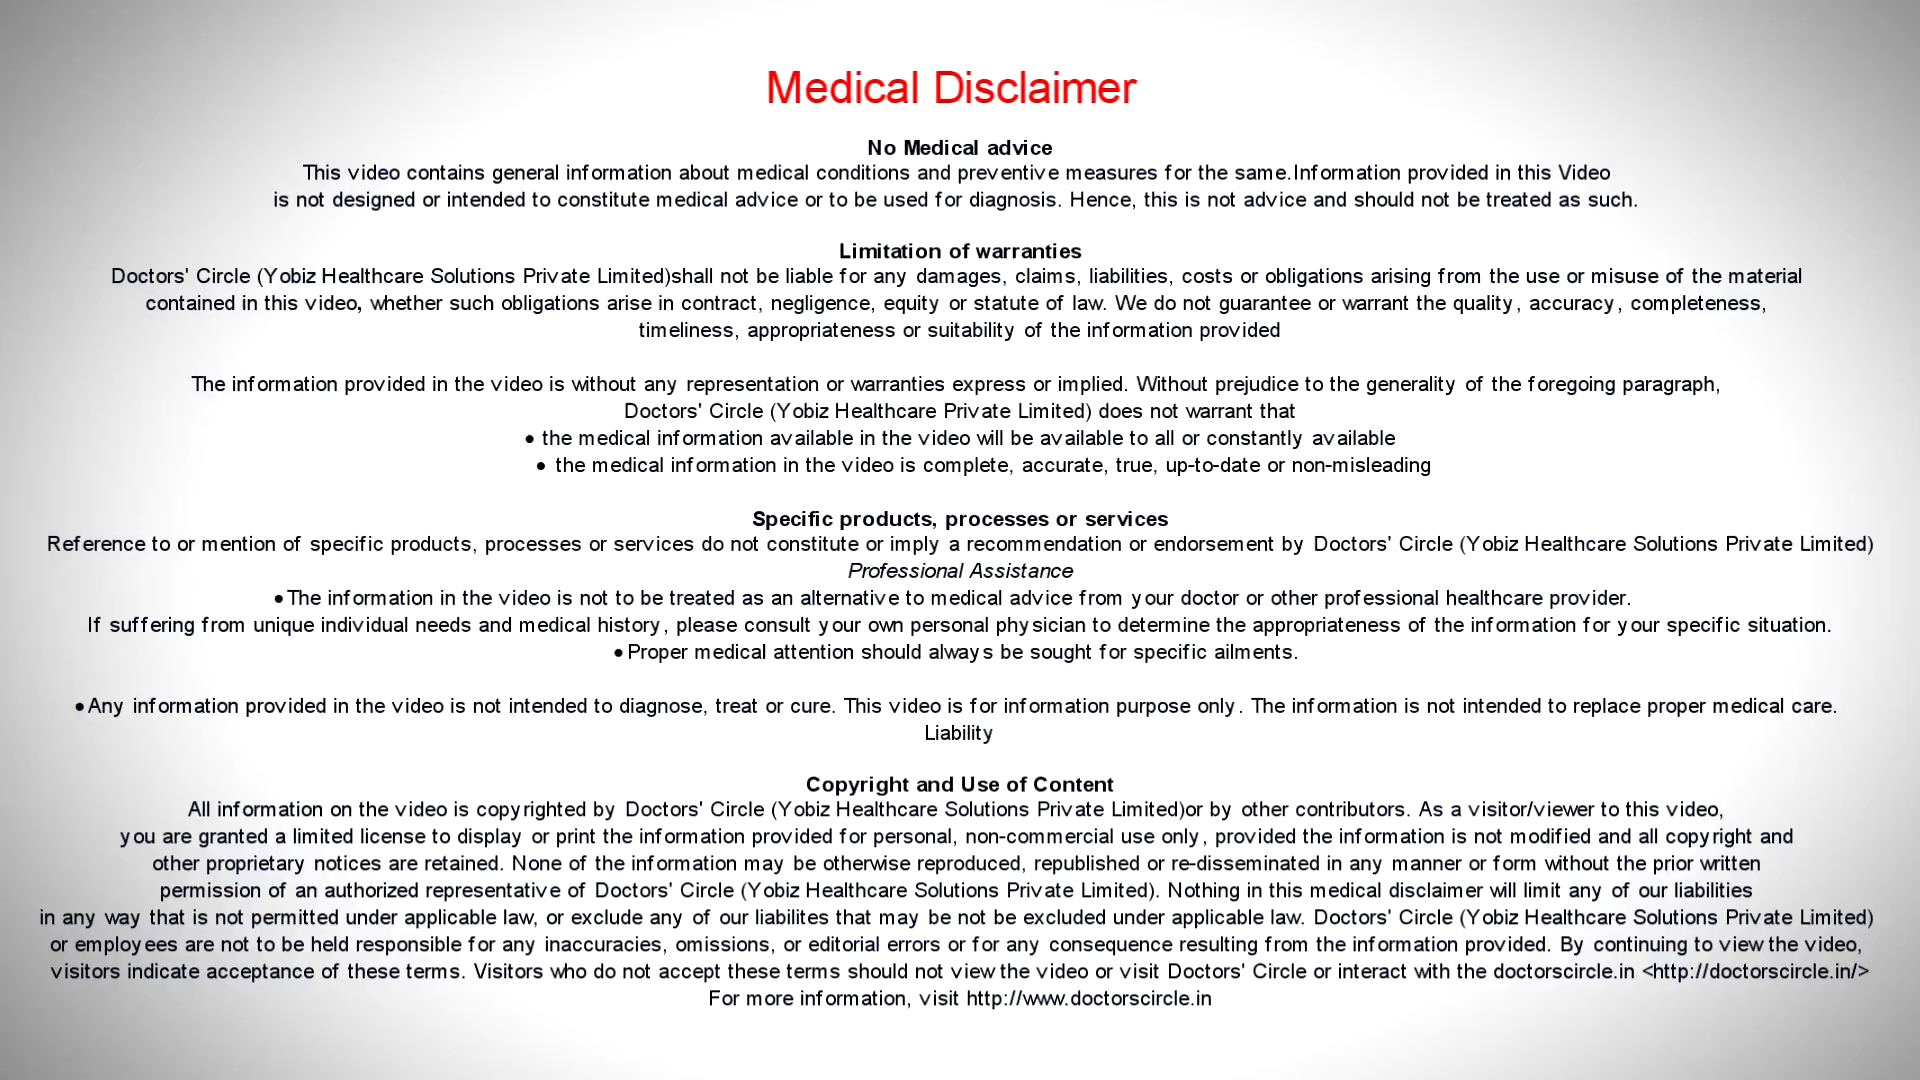 Medical Disclaimer
No Medical advice
This video contains general information about medical conditions and preventive measures for the same.Information provided in this Video
is not designed or intended to constitute medical advice or to be used for diagnosis. Hence, this is not advice and should not be treated as such.
Limitation of warranties
Doctors' Circle (Yobiz Healthcare Solutions Private Limited)shall not be liable for any damages, claims, liabilities, costs or obligations arising from the use or misuse of the material
contained in this video, whether such obligations arise in contract, negligence, equity or statute of law. We do not guarantee or warrant the quality, accuracy, completeness,
timeliness, appropriateness or suitability of the information provided
The information provided in the video is without any representation or warranties express or implied. Without prejudice to the generality of the foregoing paragraph,
Doctors' Circle (Yobiz Healthcare Private Limited) does not warrant that
• the medical information available in the video will be available to all or constantly available
• the medical information in the video is complete, accurate, true, up-to-date or non-misleading
Specific products, processes or services
Reference to or mention of specific products, processes or services do not constitute or imply a recommendation or endorsement by Doctors' Circle (Yobiz Healthcare Solutions Private Limited)
Professional Assistance
•The information in the video is not to be treated as an alternative to medical advice from your doctor or other professional healthcare provider.
If suffering from unique individual needs and medical history, please consult your own personal physician to determine the appropriateness of the information for your specific situation.
•Proper medical attention should always be sought for specific ailments.
•Any information provided in the video is not intended to diagnose, treat or cure. This video is for information purpose only. The information is not intended to replace proper medical care.
Liability
Copyright and Use of Content
All information on the video is copyrighted by Doctors' Circle (Yobiz Healthcare Solutions Private Limited)or by other contributors. As a visitor/viewer to this video,
you are granted a limited license to display or print the information provided for personal, non-commercial use only, provided the information is not modified and all copyright and
other proprietary notices are retained. None of the information may be otherwise reproduced, republished or re-disseminated in any manner or form without the prior written
permission of an authorized representative of Doctors' Circle (Yobiz Healthcare Solutions Private Limited). Nothing in this medical disclaimer will limit any of our liabilities
in any way that is not permitted under applicable law, or exclude any of our liabilites that may be not be excluded under applicable law. Doctors' Circle (Yobiz Healthcare Solutions Private Limited)
or employees are not to be held responsible for any inaccuracies, omissions, or editorial errors or for any consequence resulting from the information provided. By continuing to view the video,
visitors indicate acceptance of these terms. Visitors who do not accept these terms should not view the video or visit Doctors' Circle or interact with the doctorscircle.in <http://doctorscircle.in/>
For more information, visit http://www.doctorscircle.in